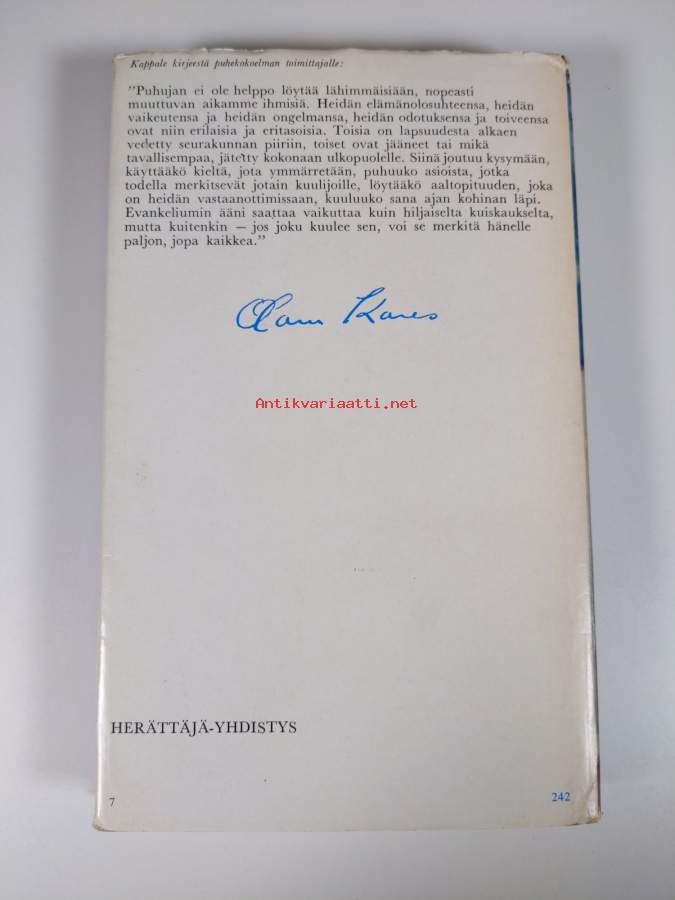 Kappale kirjeestä puhekokoelman toimittajalle:
”Puhujan ei ole helppo löytää lähimmäisiään, nopeasti
muuttuvan aikamme ihmisiä. Heidän elämänolosuhteensa, heidän
vaikeutensa ja heidän ongelmansa, heidän odotuksensa ja toiveensa
ovat niin erilaisia ja eritasoisia. Toisia on lapsuudesta alkaen
vedetty seurakunnan piiriin, toiset ovat jääneet tai mikä
tavallisempaa, jätetty kokonaan ulkopuolelle. Siinä joutuu kysymään,
käyttääkö kieltä, jota ymmärretään, puhuuko asioista, jotka
todella merkitsevät jotain kuulijoille, löytääkö aaltopituuden, joka
on heidän vastaanottimissaan, kuuluuko sana ajan kohinan läpi.
Evankeliumin ääni saattaa vaikuttaa kuin hiljaiselta kuiskaukselta,
mutta kuitenkin — jos joku kuulee sen, voi se merkitä hänelle
paljon, jopa kaikkea.”
Olavi Kares
Antikvariaatti.net
HERÄTTÄJÄ-YHDISTYS
7
242